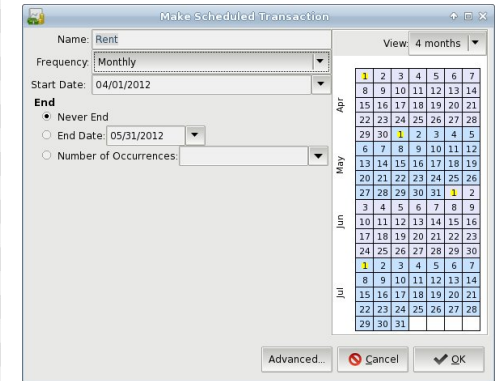 Make Scheduled Transaction
Name: Rent
Frequency: Monthly
Start Date: 04/01/2012
End
Never End
End Date: 05/31/2012
Number of Occurrences:
View: 4 months
Apr
1 2 3 4 5 6 7
8 9 10 11 12 13 14
15 16 17 18 19 20 21
22 23 24 25 26 27 28
29 30 1 2 3 4 5
May
6 7 8 9 10 11 12
13 14 15 16 17 18 19
20 21 22 23 24 25 26
27 28 29 30 31 1 2
Jun
3 4 5 6 7 8 9
10 11 12 13 14 15 16
17 18 19 20 21 22 23
24 25 26 27 28 29 30
Jul
1 2 3 4 5 6 7
8 9 10 11 12 13 14
15 16 17 18 19 20 21
22 23 24 25 26 27 28
29 30 31
Advanced... Cancel OK